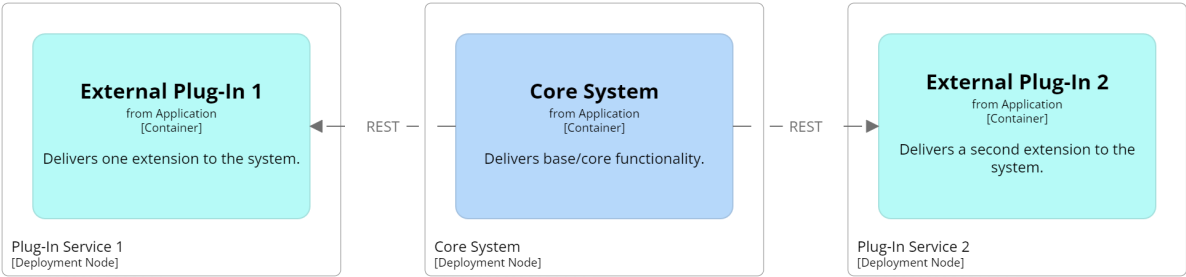 External Plug-In 1
from Application
[Container]
Delivers one extension to the system.
Plug-In Service 1
[Deployment Node]
REST
Core System
from Application
[Container]
Delivers base/core functionality.
Core System
[Deployment Node]
REST
External Plug-In 2
from Application
[Container]
Delivers a second extension to the
system.
Plug-In Service 2
[Deployment Node]